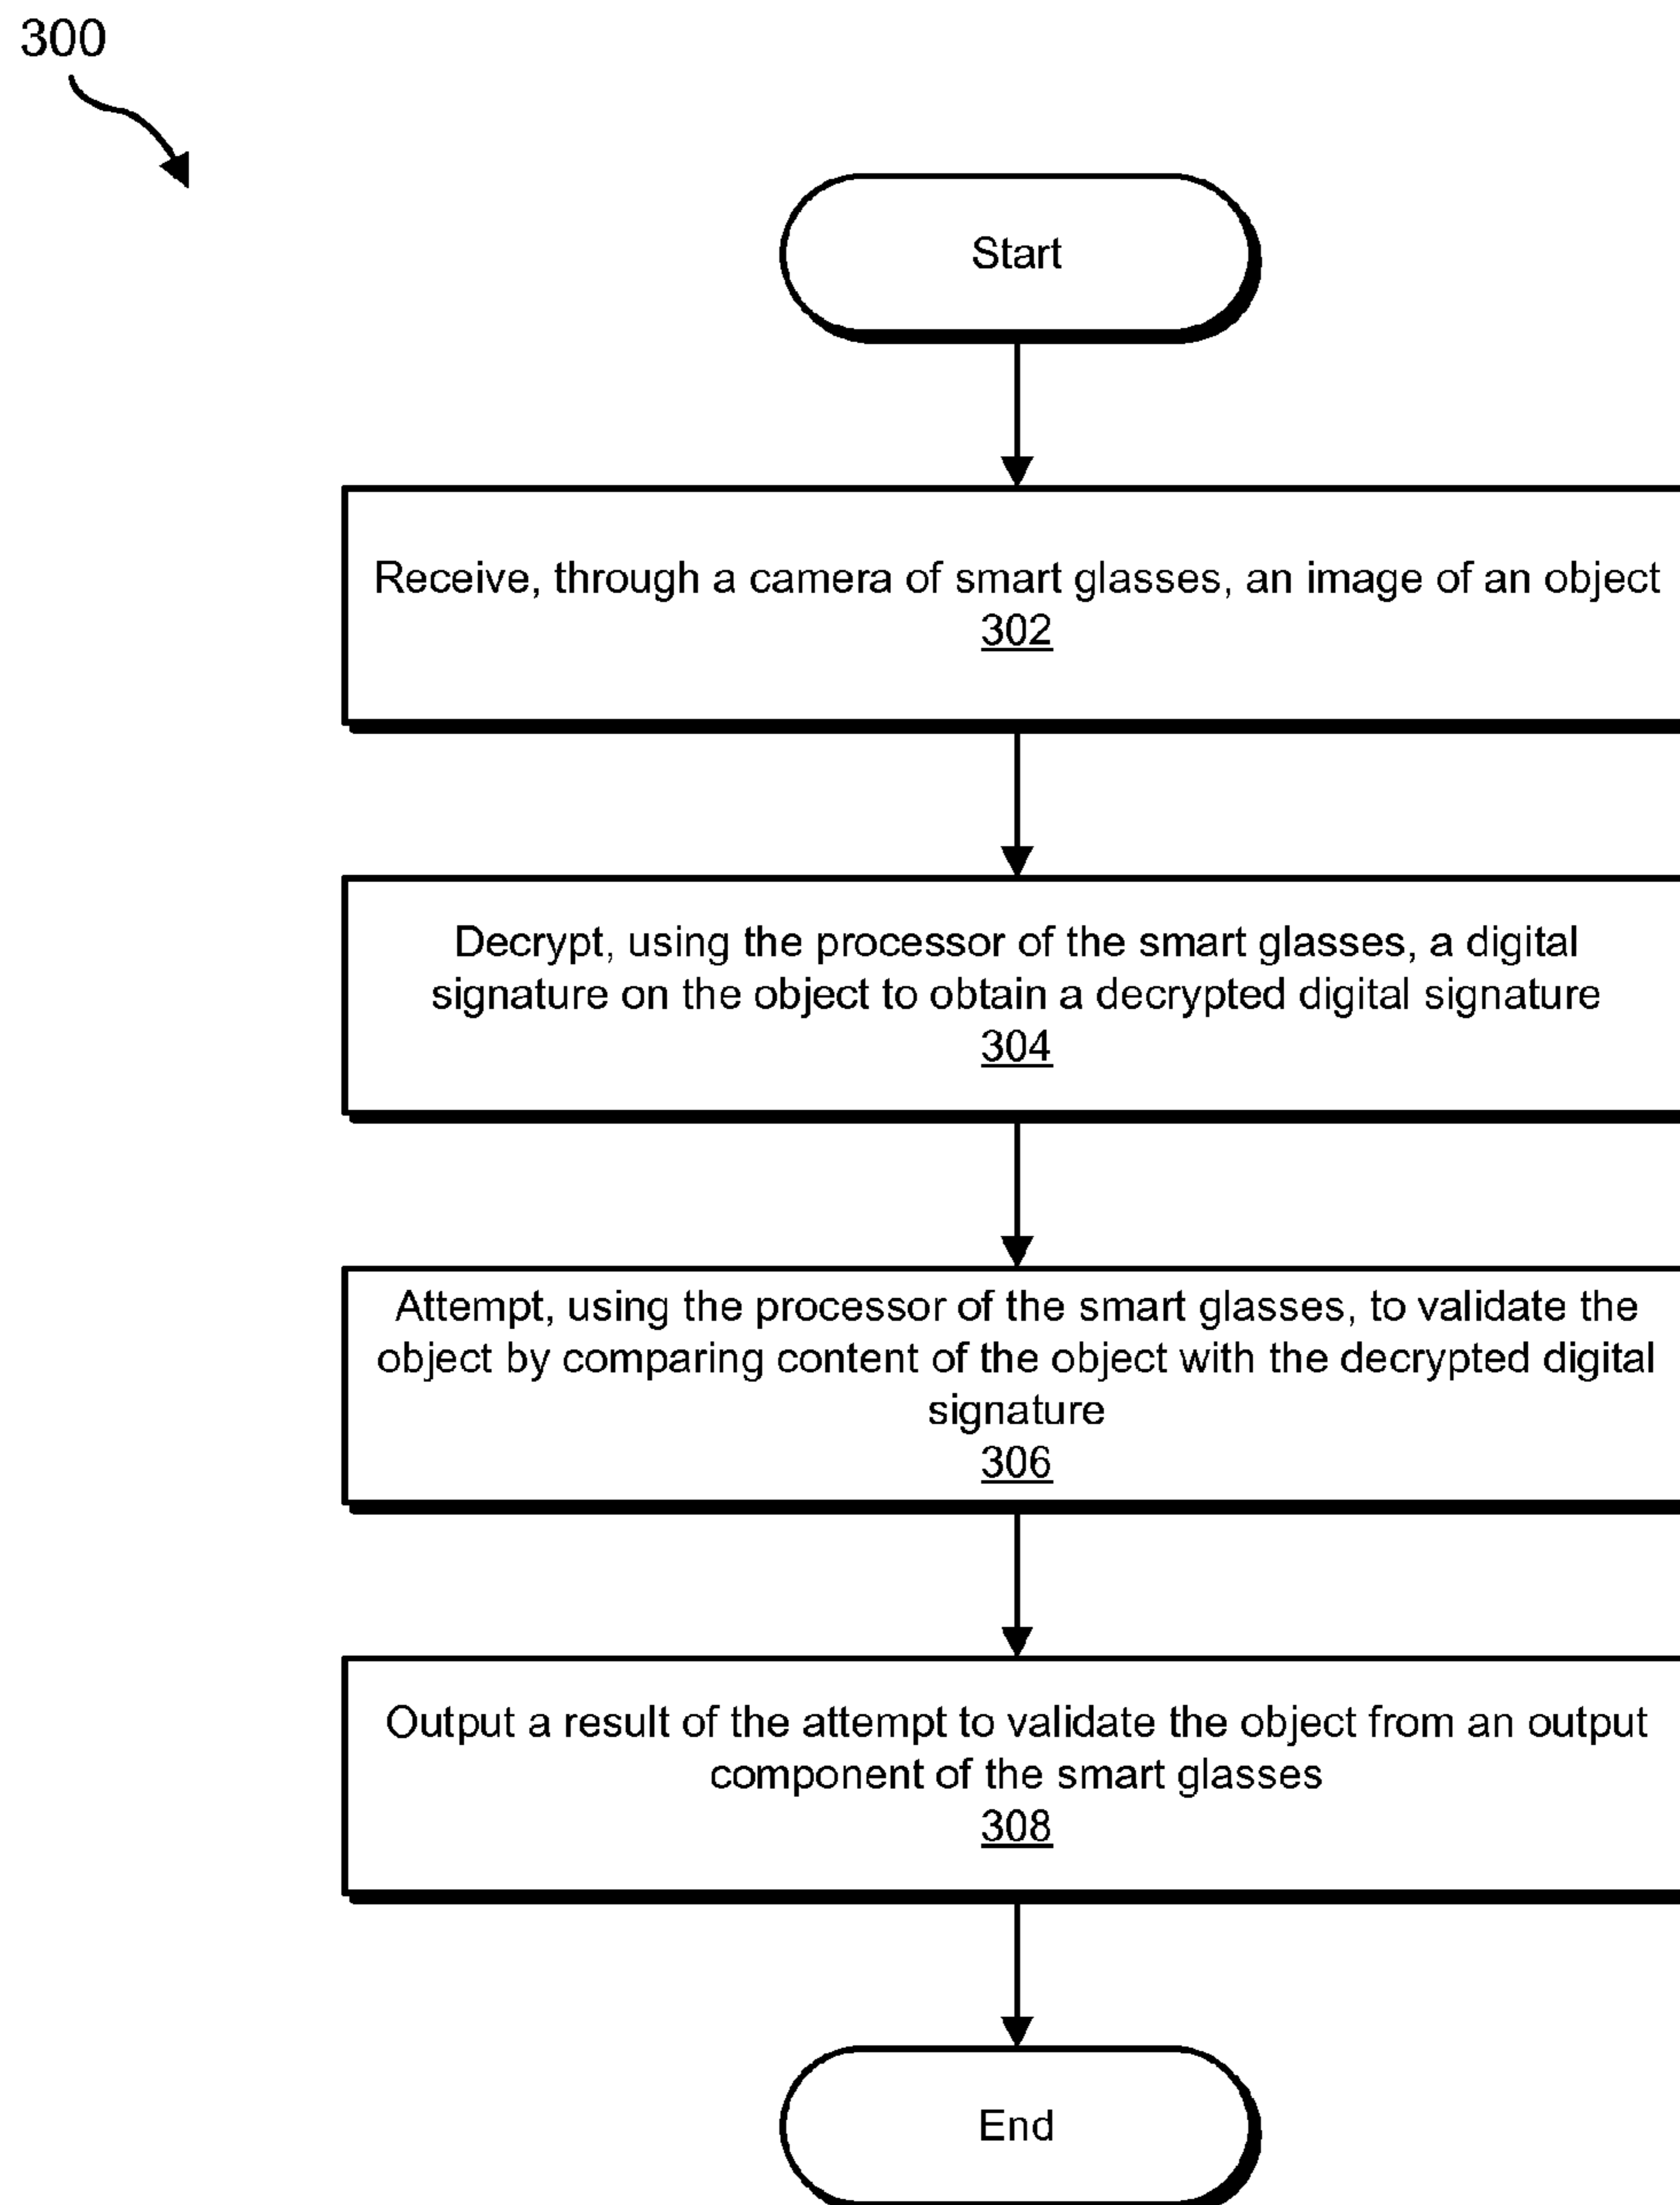 300
Start
Receive, through a camera of smart glasses, an image of an object
302
Decrypt, using the processor of the smart glasses, a digital
signature on the object to obtain a decrypted digital signature
304
Attempt, using the processor of the smart glasses, to validate the
object by comparing content of the object with the decrypted digital
signature
306
Output a result of the attempt to validate the object from an output
component of the smart glasses
308
End